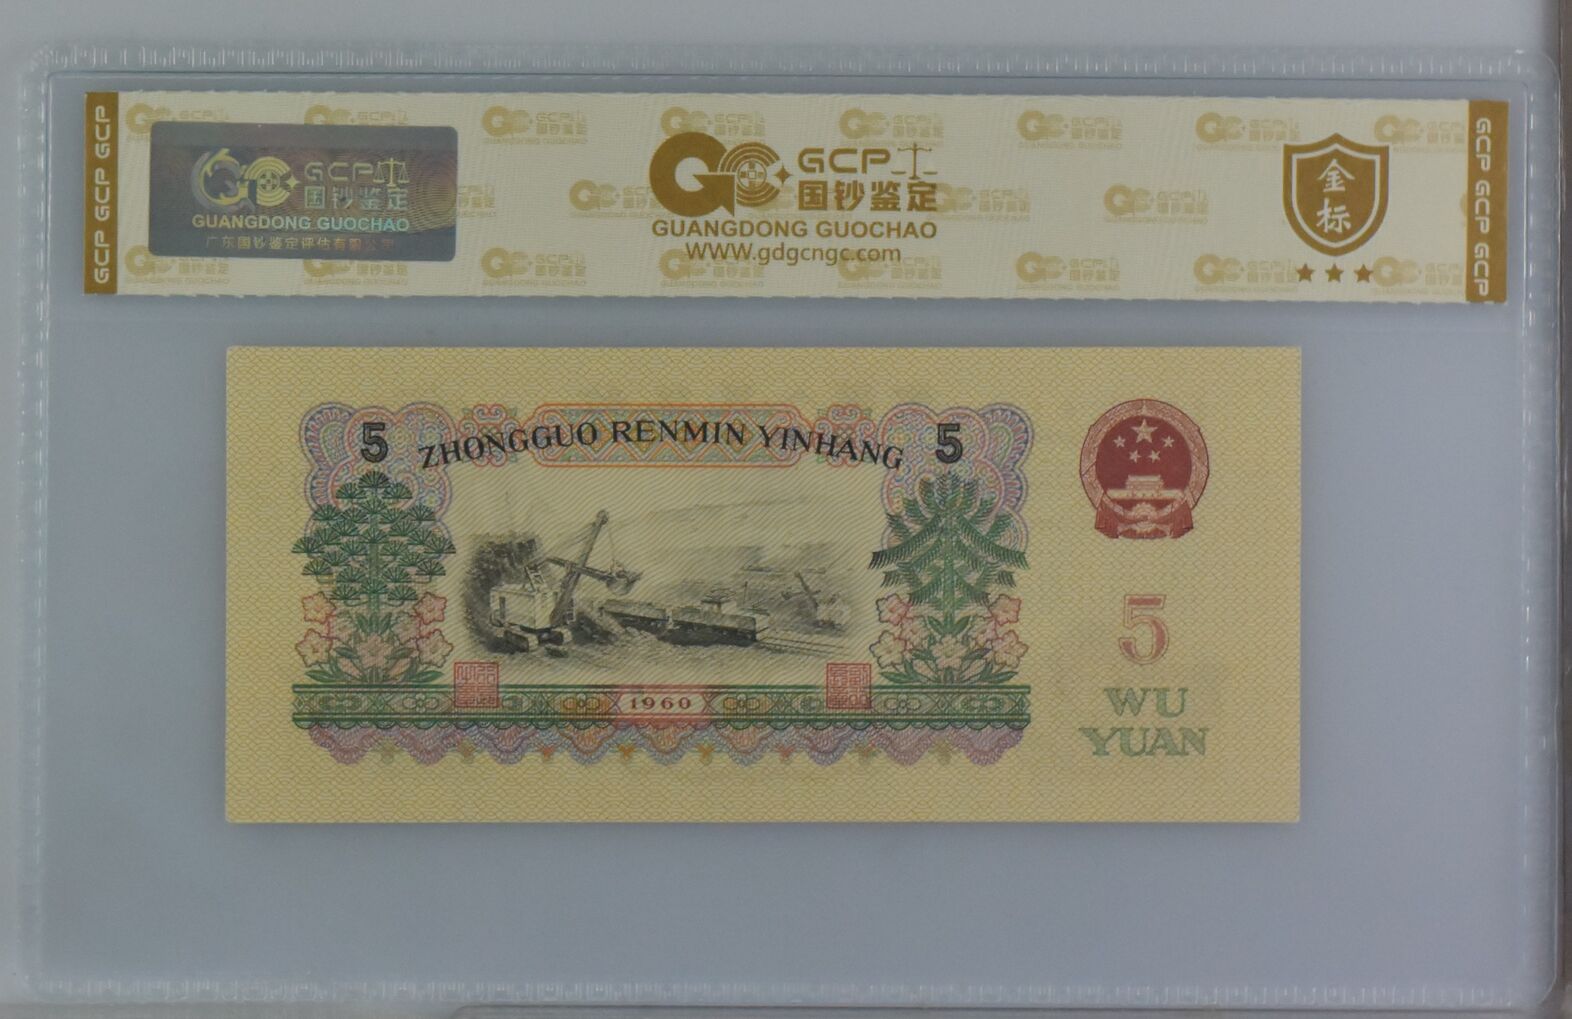 GCP GCP GCP
GCP
国钞鉴定
GUANGDONG GUOCHAO
广东国钞鉴定评估有限公司
GCP
国钞鉴定
GUANGDONG GUOCHAO
WWW.gdgcngc.com
金
标
GCP GCP GCP
5 ZHONGGUO RENMIN YINHANG 5
5
WU
YUAN
1960